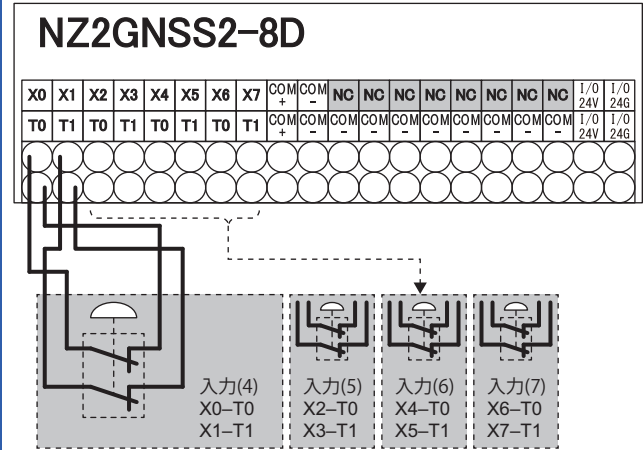 NZ2GNSS2-8D
X0 X1 X2 X3 X4 X5 X6 X7 COM+ COM− NC NC NC NC NC NC NC NC I/O 24V I/O 24G
T0 T1 T0 T1 T0 T1 T0 T1 COM+ COM− COM− COM− COM− COM− COM− COM− COM− COM− I/O 24V I/O 24G
入力(4)
X0–T0
X1–T1
入力(5)
X2–T0
X3–T1
入力(6)
X4–T0
X5–T1
入力(7)
X6–T0
X7–T1